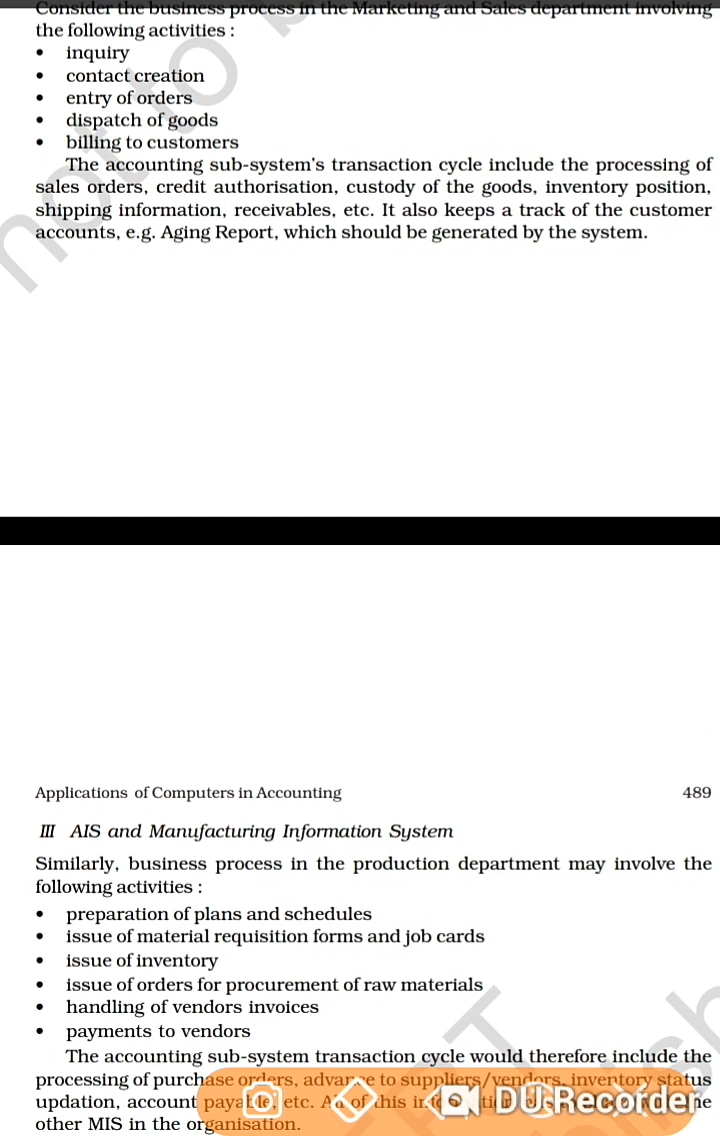 Consider the business process in the Marketing and Sales department involving
the following activities :
• inquiry
• contact creation
• entry of orders
• dispatch of goods
• billing to customers
The accounting sub-system's transaction cycle include the processing of
sales orders, credit authorisation, custody of the goods, inventory position,
shipping information, receivables, etc. It also keeps a track of the customer
accounts, e.g. Aging Report, which should be generated by the system.
Applications of Computers in Accounting 489
III AIS and Manufacturing Information System
Similarly, business process in the production department may involve the
following activities :
• preparation of plans and schedules
• issue of material requisition forms and job cards
• issue of inventory
• issue of orders for procurement of raw materials
• handling of vendors invoices
• payments to vendors
The accounting sub-system transaction cycle would therefore include the
processing of purchase orders, advance to suppliers/vendors, inventory status
updation, account payable, etc. All of this
DU Recorder
other MIS in the organisation.
not to b